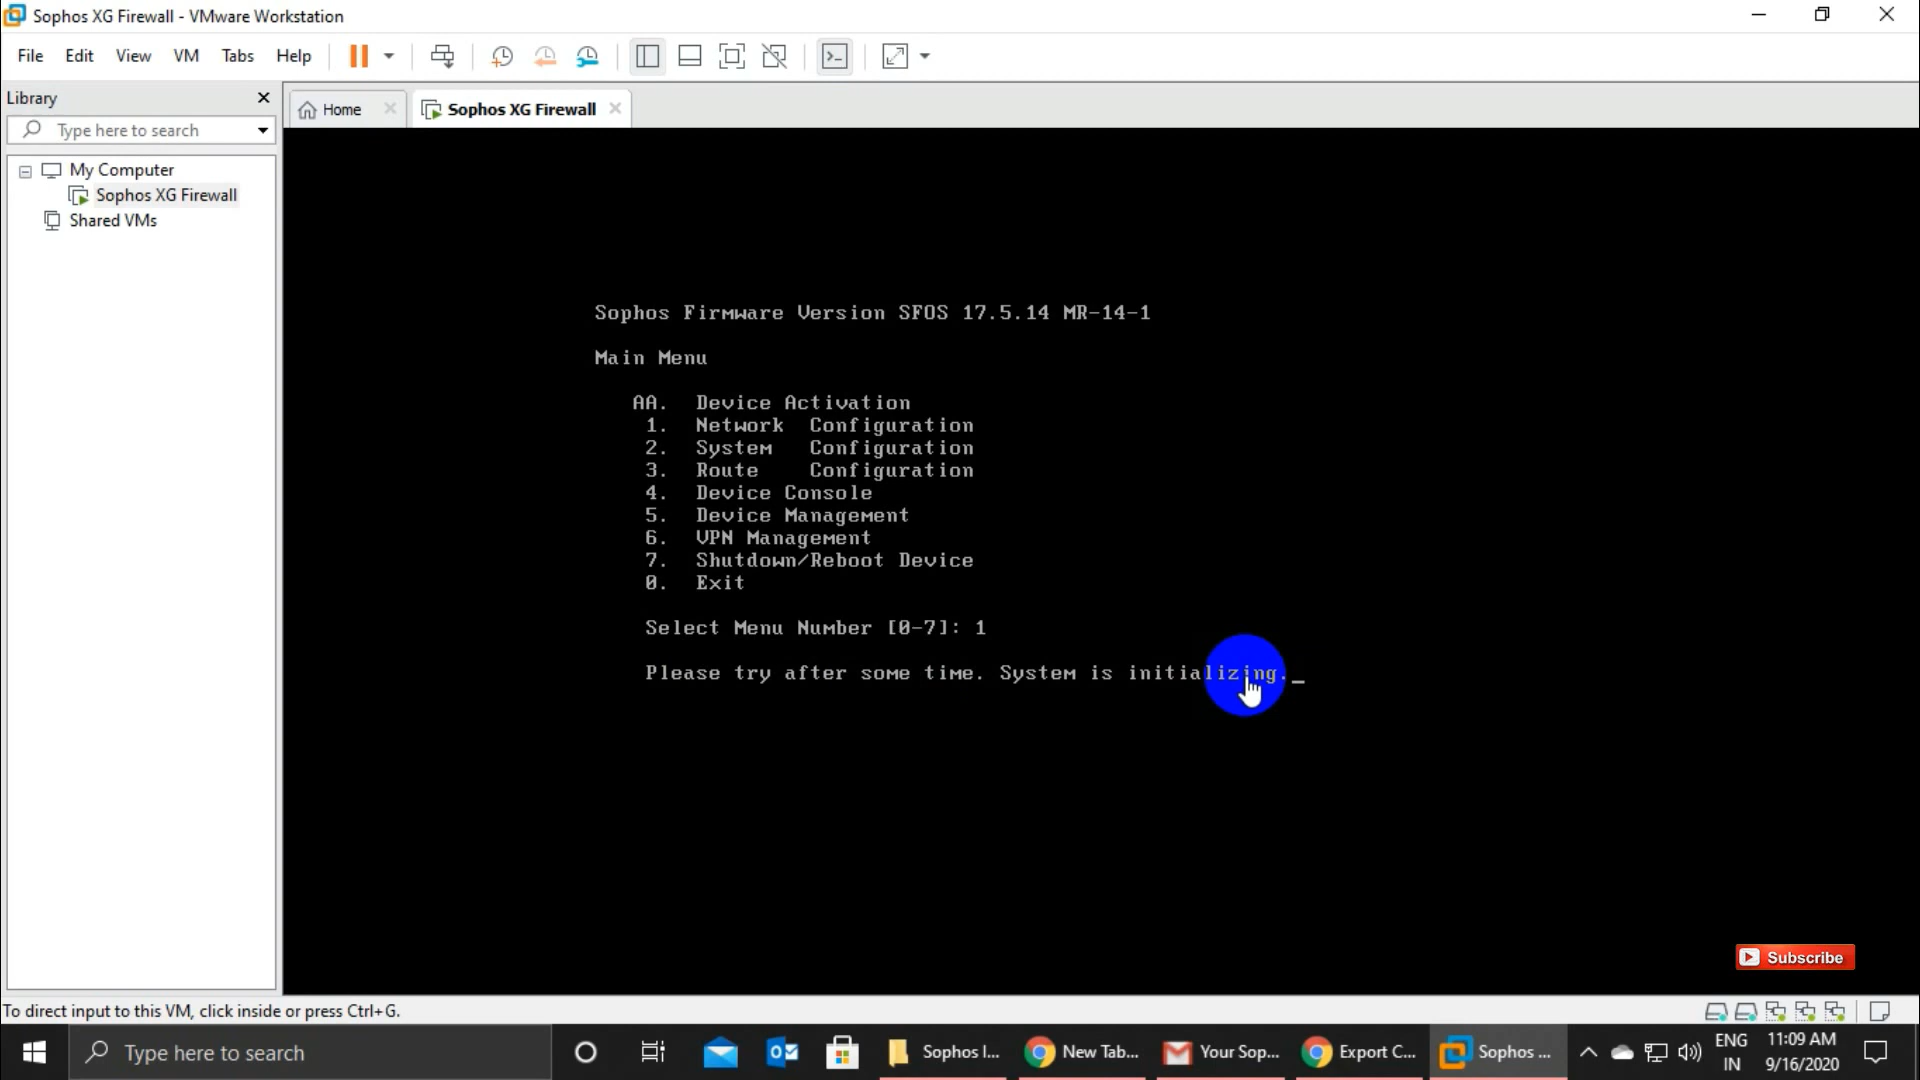 Sophos XG Firewall - VMware Workstation
File Edit View VM Tabs Help
Library
Type here to search
My Computer
Sophos XG Firewall
Shared VMs
Home
Sophos XG Firewall
Sophos Firmware Version SFOS 17.5.14 MR-14-1
Main Menu
AA. Device Activation
1. Network Configuration
2. System Configuration
3. Route Configuration
4. Device Console
5. Device Management
6. VPN Management
7. Shutdown/Reboot Device
0. Exit
Select Menu Number [0-7]: 1
Please try after some time. System is initializing._
Subscribe
To direct input to this VM, click inside or press Ctrl+G.
Type here to search
Sophos I...
New Tab...
Your Sop...
Export C...
Sophos ...
ENG
IN
11:09 AM
9/16/2020